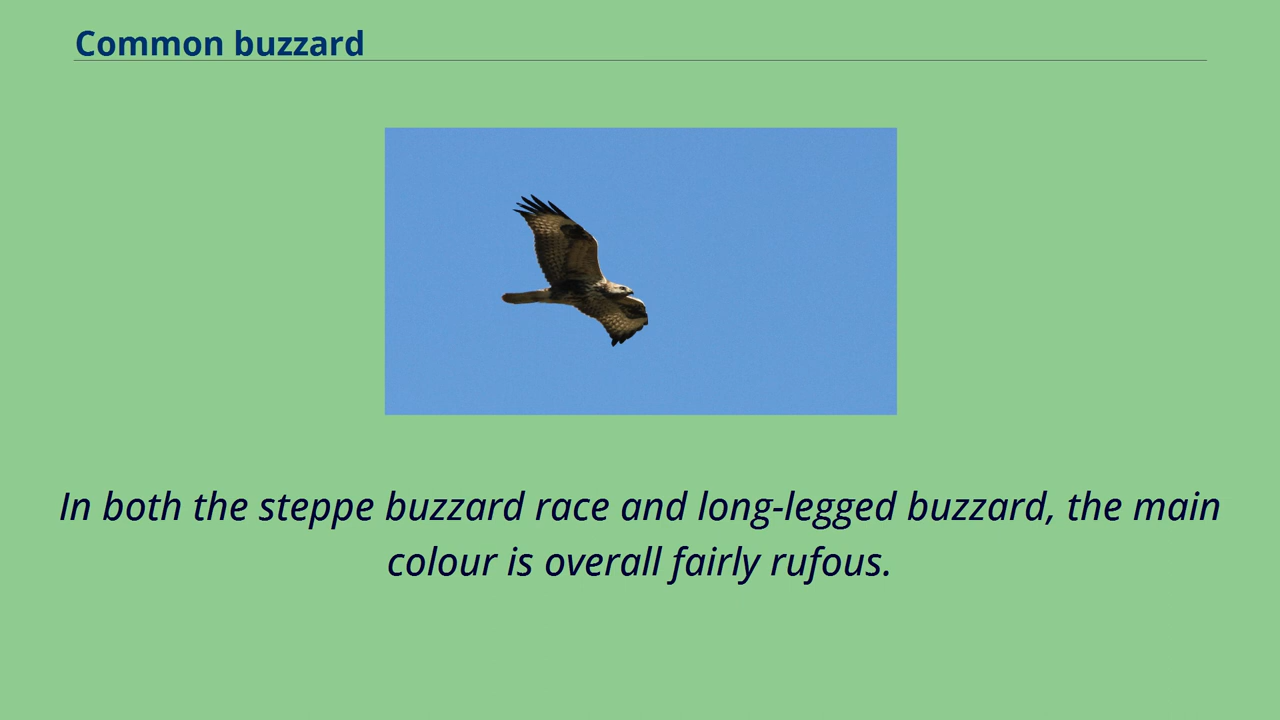 Common buzzard
In both the steppe buzzard race and long-legged buzzard, the main
colour is overall fairly rufous.